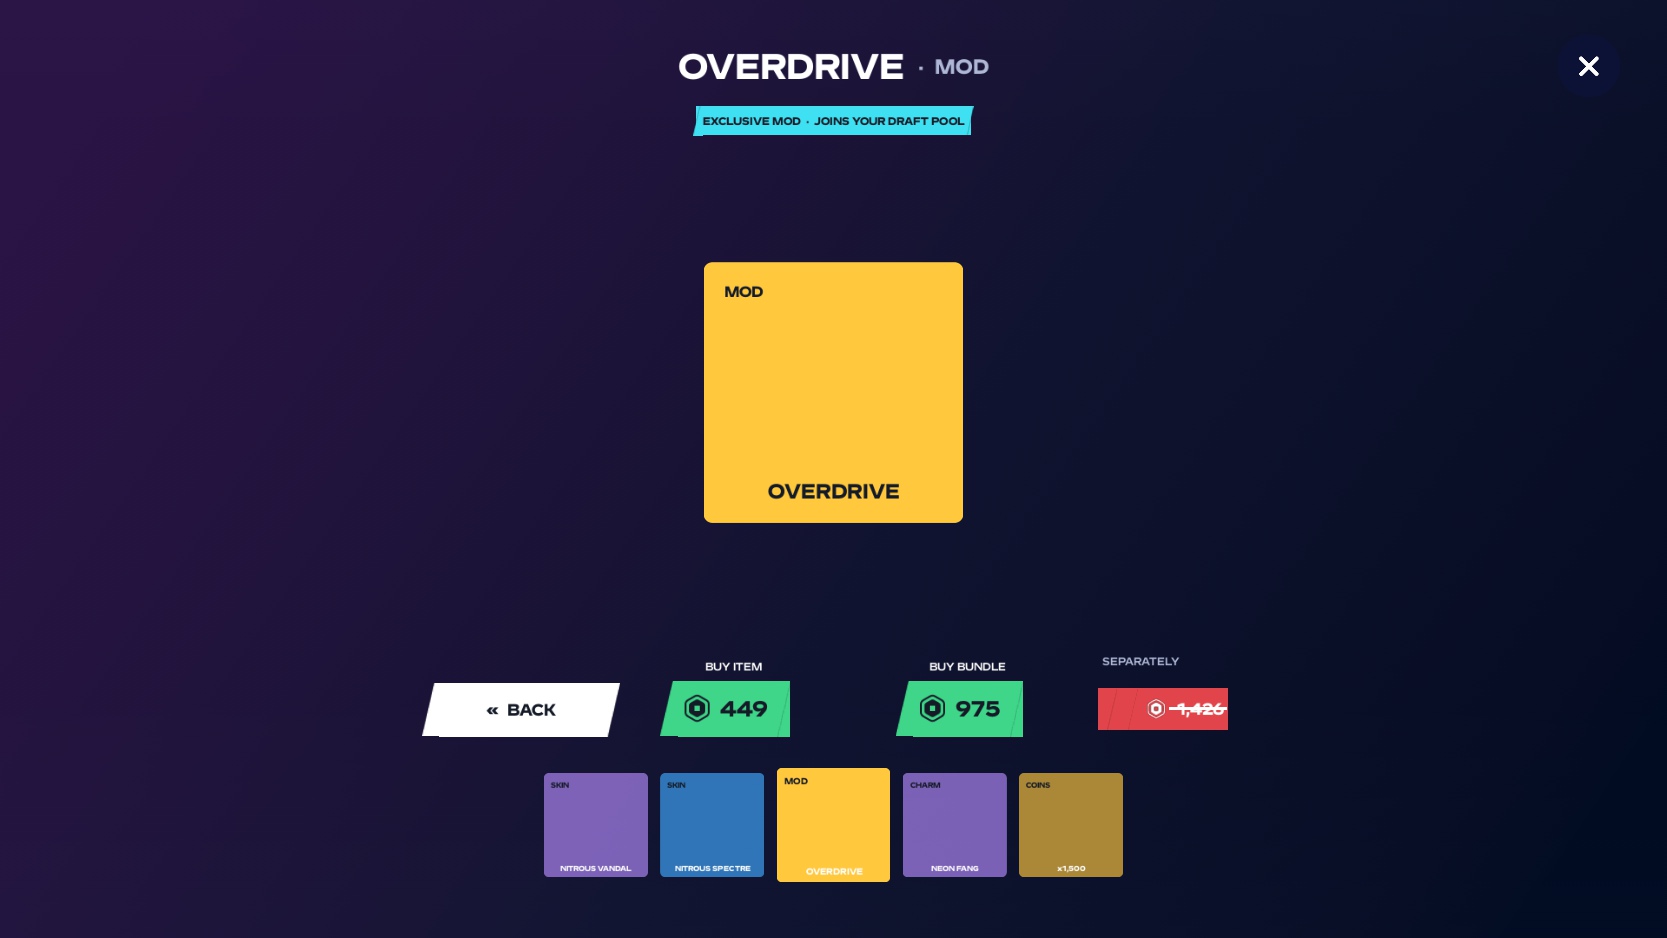 OVERDRIVE · MOD
EXCLUSIVE MOD · JOINS YOUR DRAFT POOL
MOD
OVERDRIVE
BUY ITEM
BUY BUNDLE
SEPARATELY
« BACK
449
975
1,426
SKIN
NITROUS VANDAL
SKIN
NITROUS SPECTRE
MOD
OVERDRIVE
CHARM
NEON FANG
COINS
x1,500